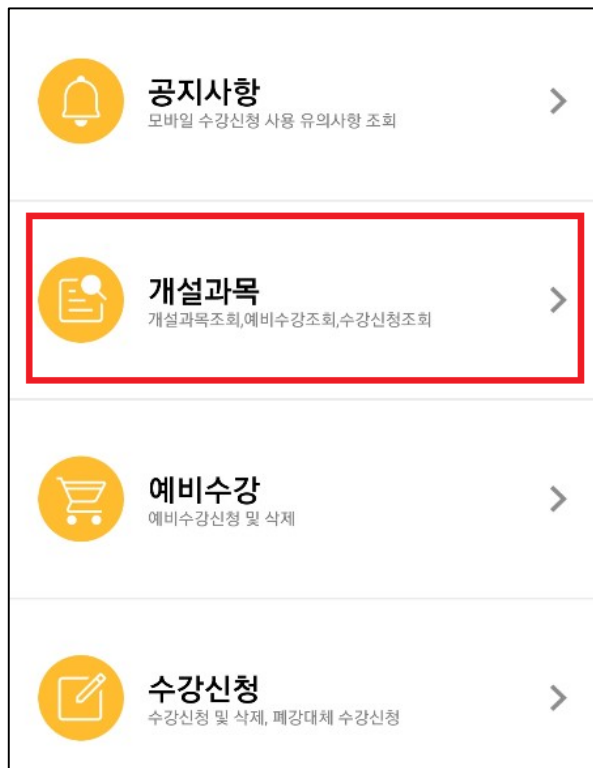 공지사항
모바일 수강신청 사용 유의사항 조회
개설과목
개설과목조회,예비수강조회,수강신청조회
예비수강
예비수강신청 및 삭제
수강신청
수강신청 및 삭제, 폐강대체 수강신청